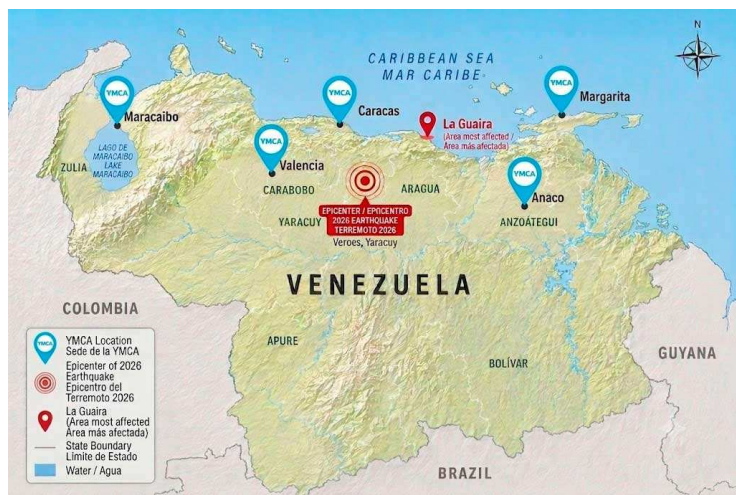 N
CARIBBEAN SEA
MAR CARIBE
YMCA
Maracaibo
YMCA
Caracas
YMCA
Margarita
La Guaira
(Area most affected /
Área más afectada)
YMCA
Valencia
LAGO DE
MARACAIBO
LAKE
MARACAIBO
ZULIA
CARABOBO
ARAGUA
YMCA
Anaco
ANZOÁTEGUI
YARACUY
EPICENTER / EPICENTRO
2026 EARTHQUAKE
TERREMOTO 2026
Veroes, Yaracuy
VENEZUELA
COLOMBIA
APURE
BOLÍVAR
GUYANA
BRAZIL
YMCA
YMCA Location
Sede de la YMCA
Epicenter of 2026
Earthquake
Epicentro del
Terremoto 2026
La Guaira
(Area most affected
Área más afectada)
State Boundary
Limite de Estado
Water / Agua